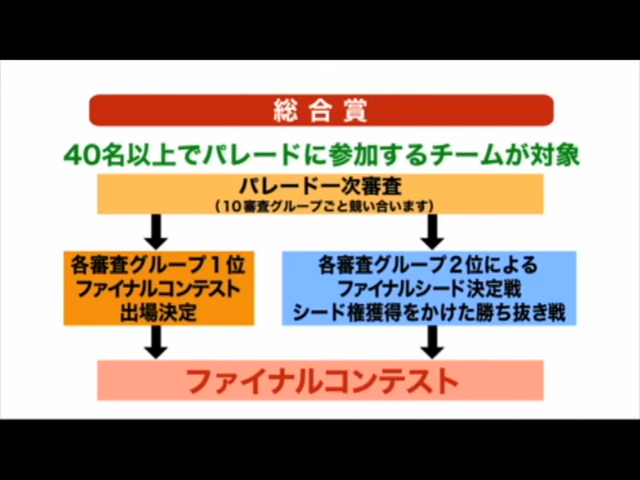 総合賞
40名以上でパレードに参加するチームが対象
パレード一次審査
（10審査グループごと競い合います）
各審査グループ1位
ファイナルコンテスト
出場決定
各審査グループ2位による
ファイナルシード決定戦
シード権獲得をかけた勝ち抜き戦
ファイナルコンテスト